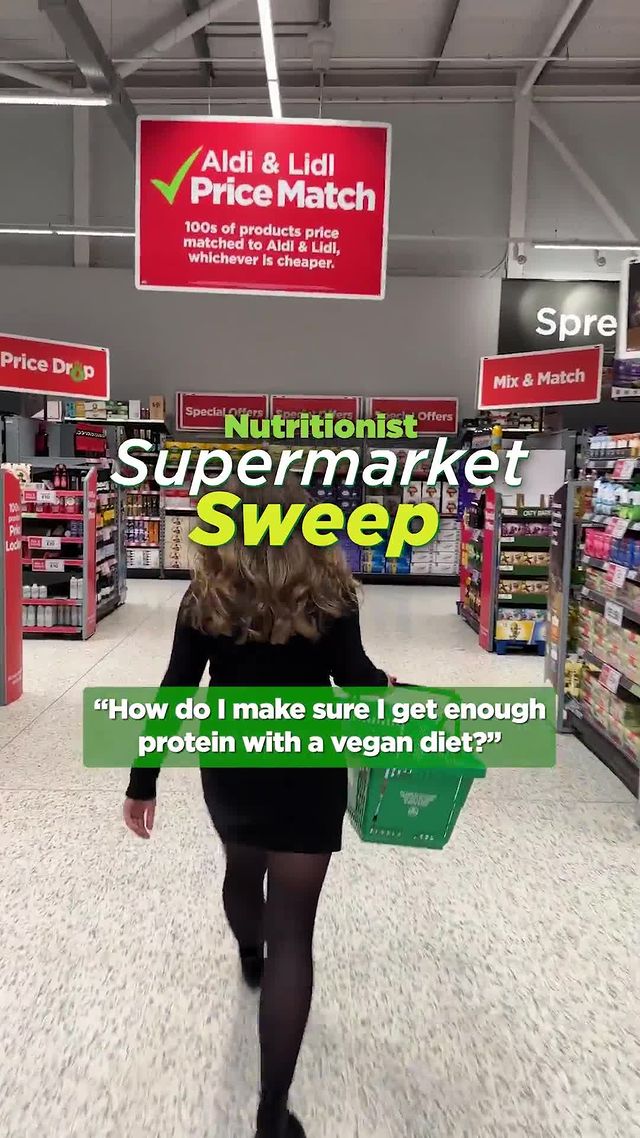 Aldi & Lidl
Price Match
100s of products price
matched to Aldi & Lidl,
whichever is cheaper.
Spre
Price Drop
Mix & Match
Special Offers
Special Offers
Special Offers
Nutritionist
Supermarket
Sweep
“How do I make sure I get enough
protein with a vegan diet?”